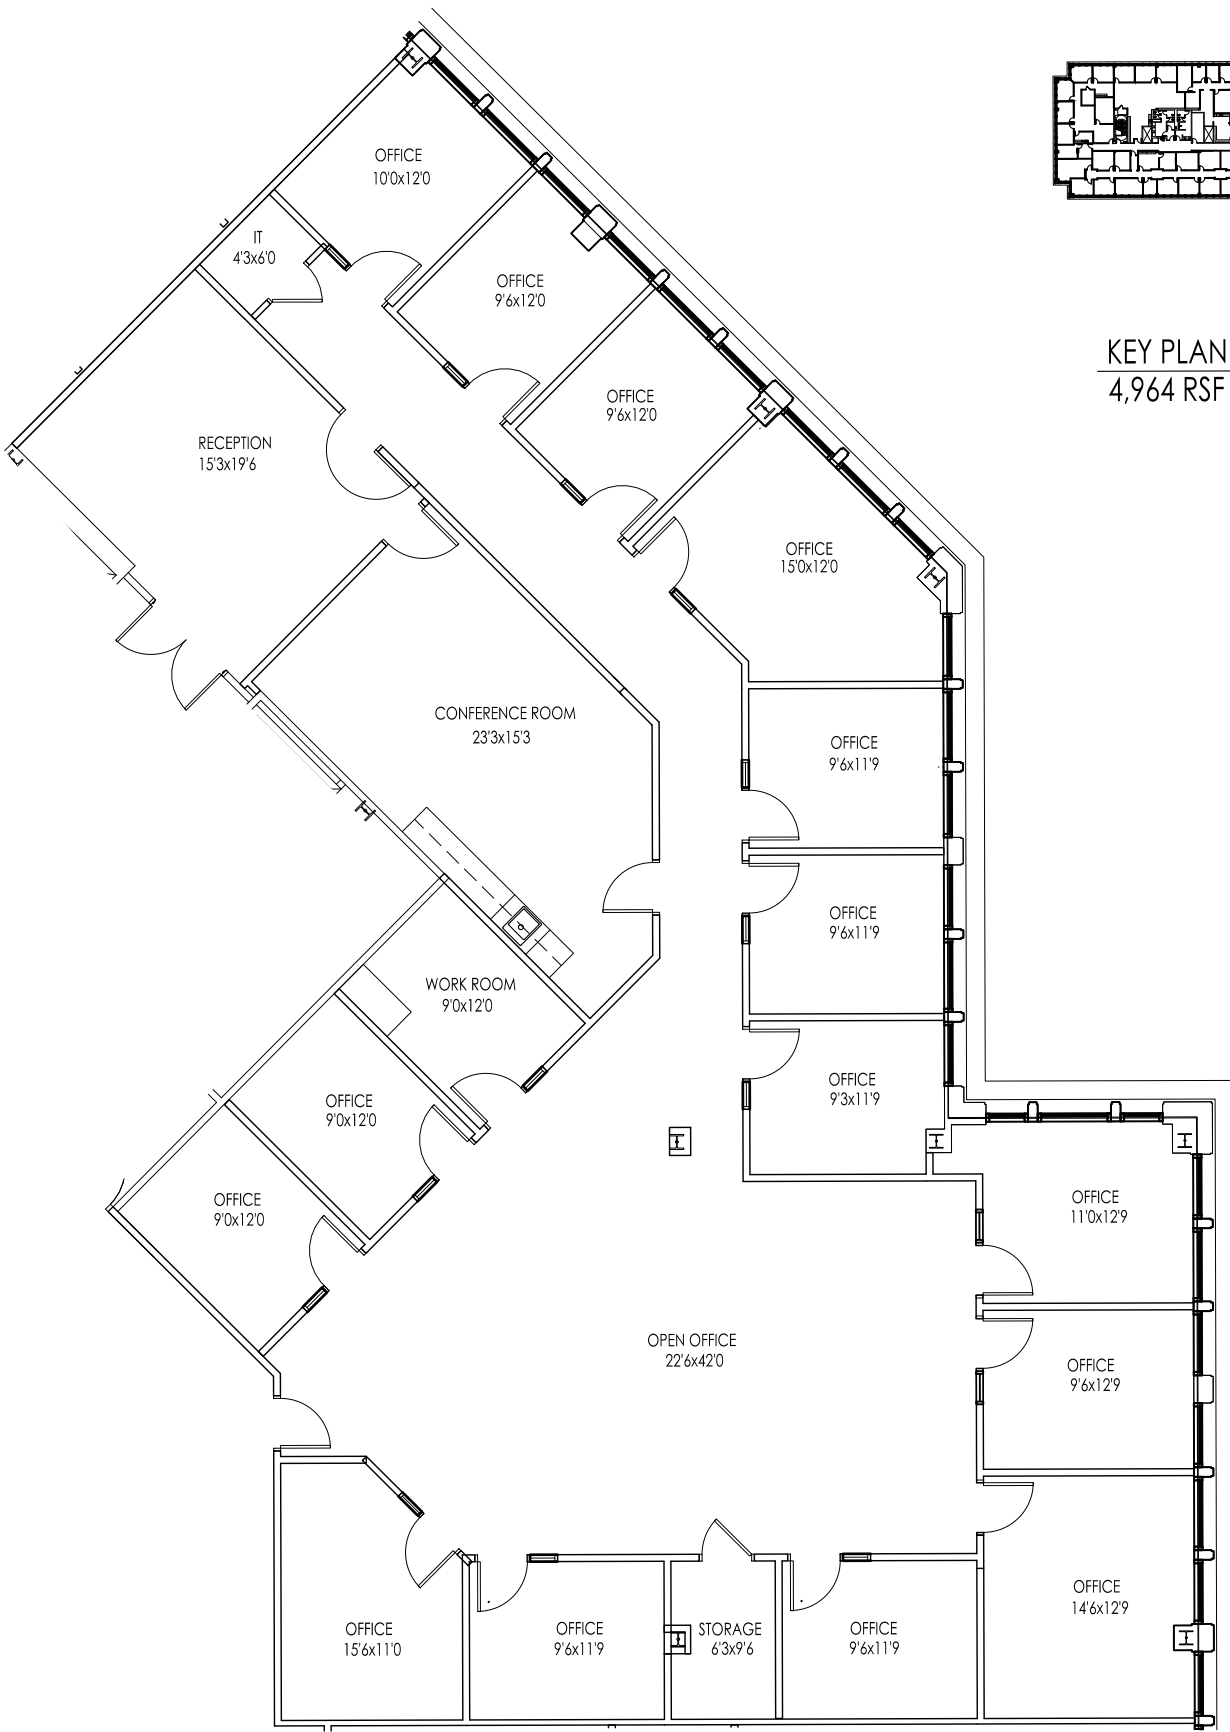 OFFICE
10'0x12'0
IT
4'3x6'0
OFFICE
9'6x12'0
KEY PLAN
4,964 RSF
OFFICE
9'6x12'0
RECEPTION
15'3x19'6
OFFICE
15'0x12'0
CONFERENCE ROOM
23'3x15'3
OFFICE
9'6x11'9
OFFICE
9'6x11'9
WORK ROOM
9'0x12'0
OFFICE
9'3x11'9
OFFICE
9'0x12'0
OFFICE
9'0x12'0
OFFICE
11'0x12'9
OPEN OFFICE
22'6x42'0
OFFICE
9'6x12'9
OFFICE
14'6x12'9
OFFICE
15'6x11'0
OFFICE
9'6x11'9
STORAGE
6'3x9'6
OFFICE
9'6x11'9